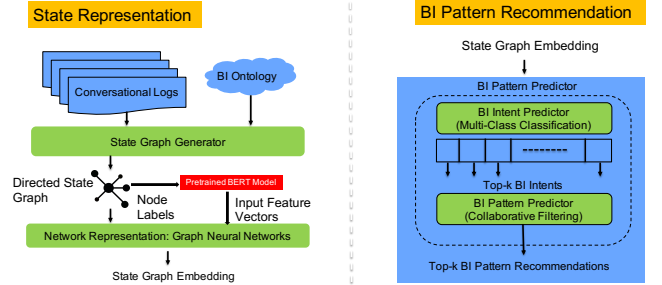 State Representation
Conversational Logs
BI Ontology
State Graph Generator
Directed State
Graph
Node
Labels
Pretrained BERT Model
Input Feature
Vectors
Network Representation: Graph Neural Networks
State Graph Embedding
BI Pattern Recommendation
State Graph Embedding
BI Pattern Predictor
BI Intent Predictor
(Multi-Class Classification)
Top-k BI Intents
BI Pattern Predictor
(Collaborative Filtering)
Top-k BI Pattern Recommendations